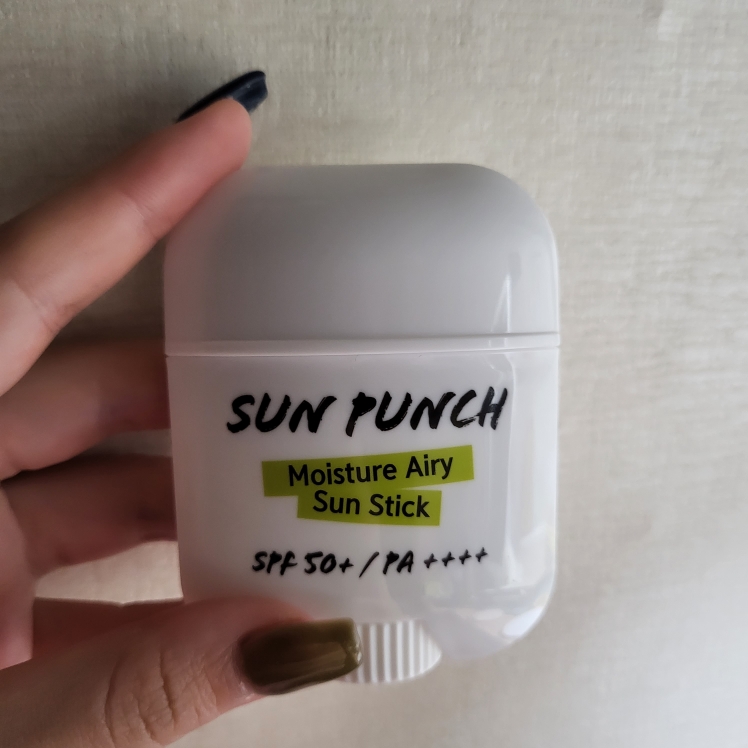 SUN PUNCH
Moisture Airy
Sun Stick
SPF 50+ / PA ++++